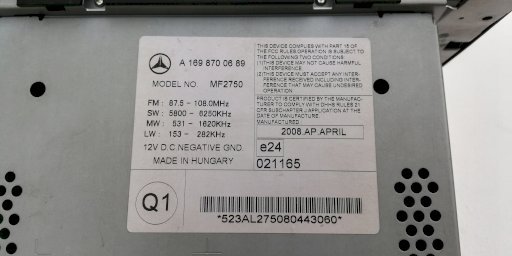 A 169 870 06 89
MODEL NO. MF2750
FM : 87.5 - 108.0MHz
SW : 5800 - 6250KHz
MW : 531 - 1620KHz
LW : 153 - 282KHz
12V D.C.NEGATIVE GND.
MADE IN HUNGARY
THIS DEVICE COMPLIES WITH PART 15 OF
THE FCC RULES.OPERATION IS SUBJECT TO
THE FOLLOWING TWO CONDITIONS:
(1)THIS DEVICE MAY NOT CAUSE HARMFUL
INTERFERENCE.
(2)THIS DEVICE MUST ACCEPT ANY INTER-
FERENCE RECEIVED INCLUDING INTER-
FERENCE THAT MAY CAUSE UNDESIRED
OPERATION.
PRODUCT IS CERTIFIED BY THE MANUFAC-
TURER TO COMPLY WITH DHHS RULES 21
CFR SUBCHAPTER J APPLICABLE AT DATE
OF MANUFACTURE.
DATE OF MANUFACTURE.
2008.AP.APRIL
e24
021165
Q1
*523AL275080443060*